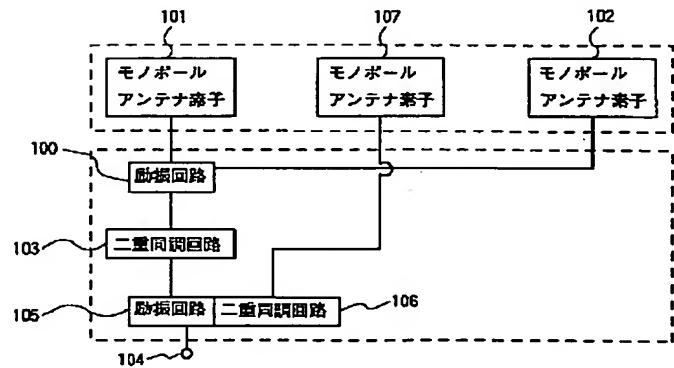 101
107
102
モノポール
アンテナ素子
モノポール
アンテナ素子
モノポール
アンテナ素子
100
励振回路
103
二重同調回路
105
励振回路
二重同調回路
106
104